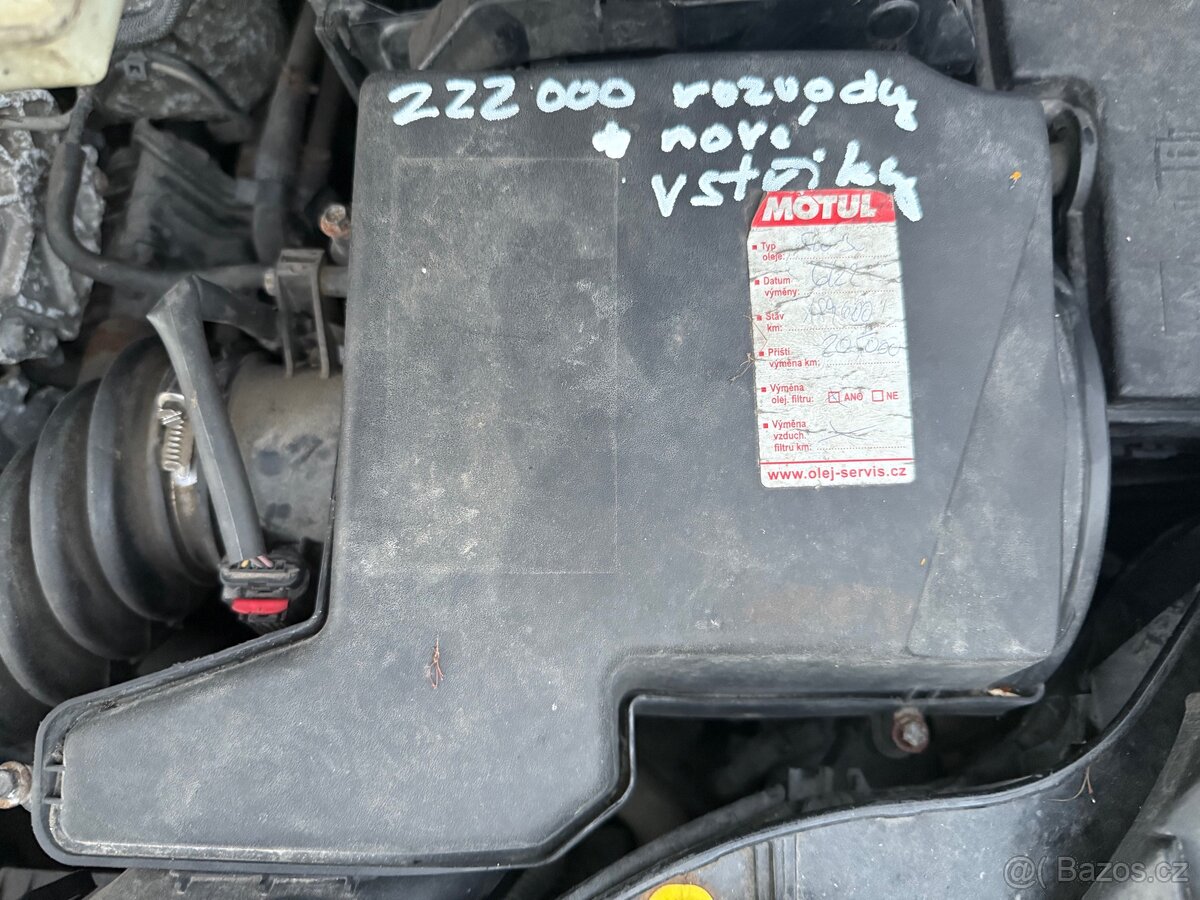 222 000 rozvody
+ nové
vstřiky
MOTUL
Typ
oleje:
Datum
výměny:
Stav
km:
Příští
výměna km: 205000
Výměna
olej. filtru: ANO NE
Výměna
vzduch.
filtru km:
www.olej-servis.cz
@( Bazos.cz